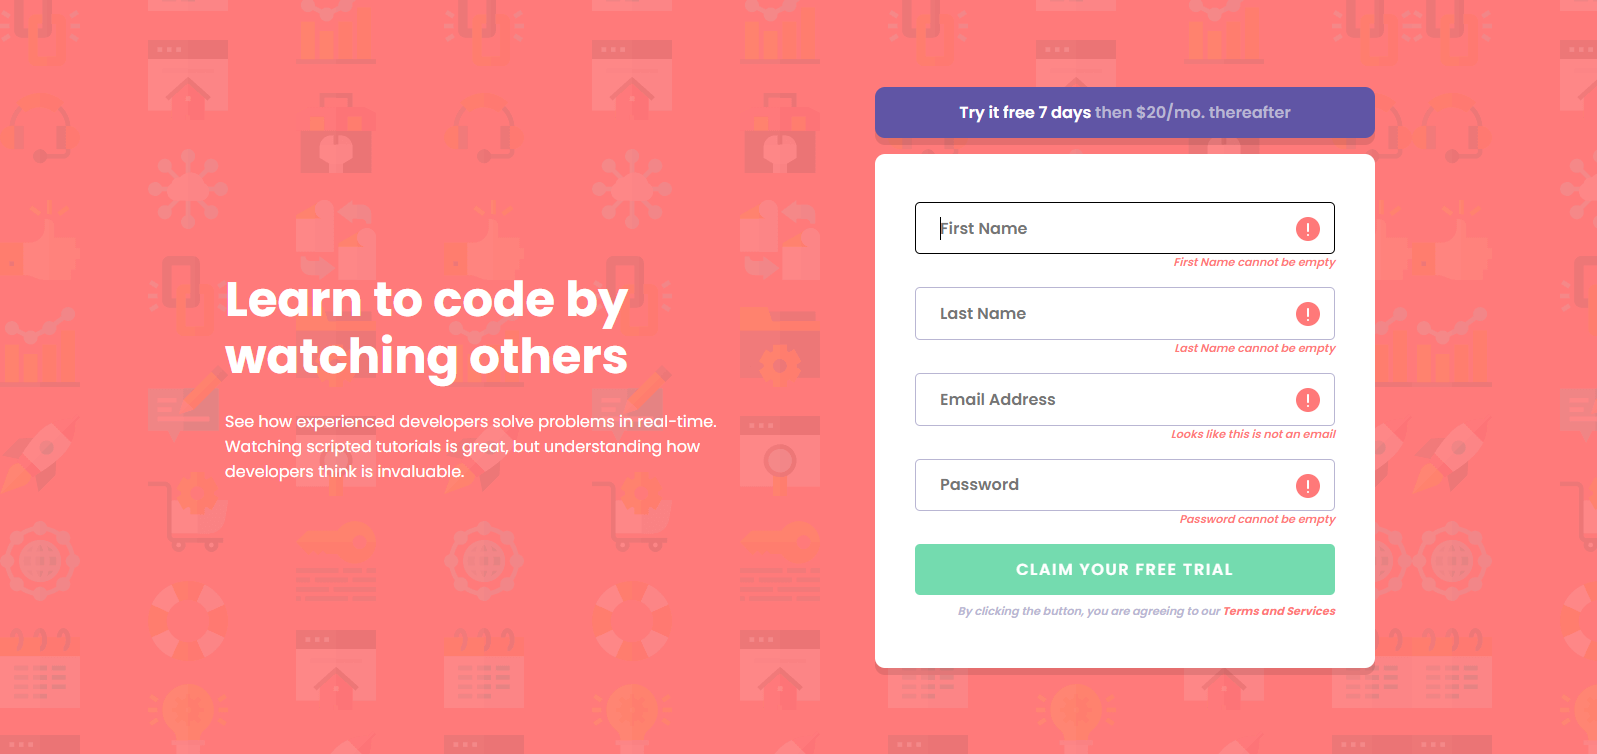 Learn to code by
watching others
See how experienced developers solve problems in real-time.
Watching scripted tutorials is great, but understanding how
developers think is invaluable.
Try it free 7 days then $20/mo. thereafter
First Name
First Name cannot be empty
Last Name
Last Name cannot be empty
Email Address
Looks like this is not an email
Password
Password cannot be empty
CLAIM YOUR FREE TRIAL
By clicking the button, you are agreeing to our Terms and Services